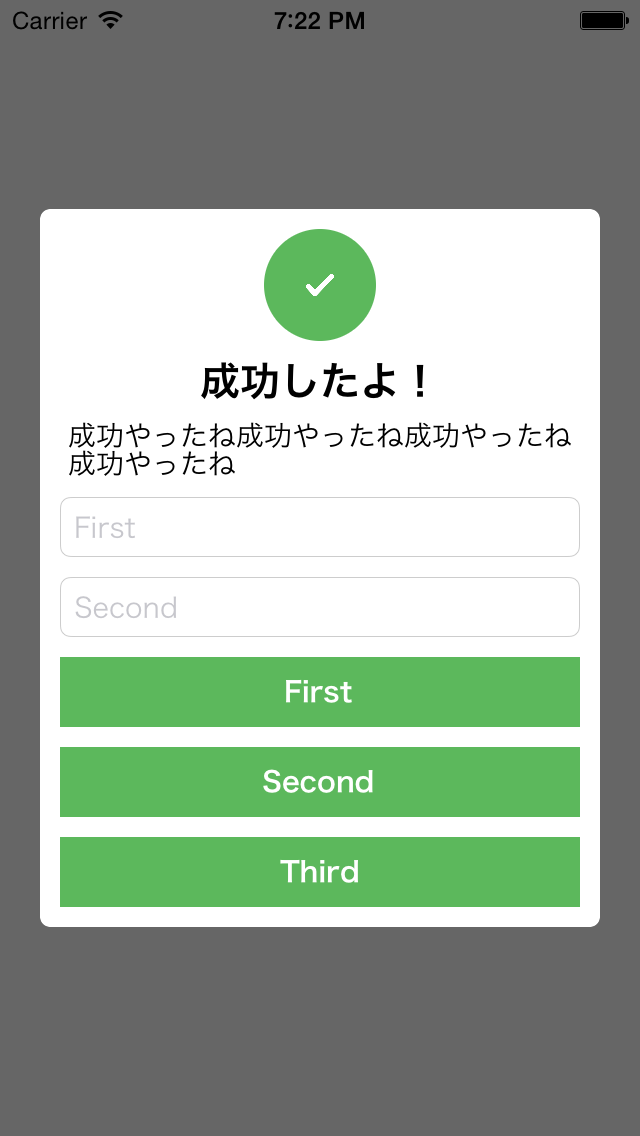 Carrier 7:22 PM
成功したよ！
成功やったね成功やったね成功やったね
成功やったね
First
Second
First
Second
Third